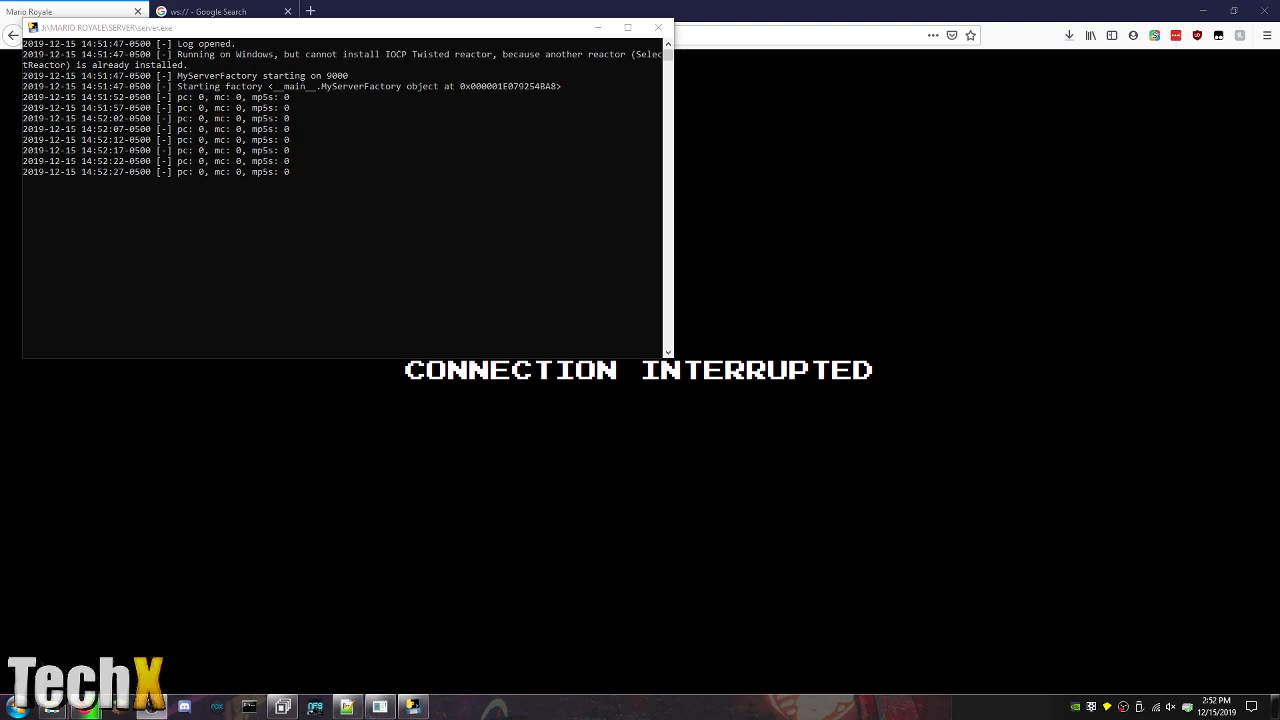 Mario Royale
ws:// - Google Search
J:\MARIO ROYALE\SERVER\server.exe
2019-12-15 14:51:47-0500 [-] Log opened.
2019-12-15 14:51:47-0500 [-] Running on Windows, but cannot install IOCP Twisted reactor, because another reactor (Selec
tReactor) is already installed.
2019-12-15 14:51:47-0500 [-] MyServerFactory starting on 9000
2019-12-15 14:51:47-0500 [-] Starting factory <__main__.MyServerFactory object at 0x000001E079254BA8>
2019-12-15 14:51:52-0500 [-] pc: 0, mc: 0, mp5s: 0
2019-12-15 14:51:57-0500 [-] pc: 0, mc: 0, mp5s: 0
2019-12-15 14:52:02-0500 [-] pc: 0, mc: 0, mp5s: 0
2019-12-15 14:52:07-0500 [-] pc: 0, mc: 0, mp5s: 0
2019-12-15 14:52:12-0500 [-] pc: 0, mc: 0, mp5s: 0
2019-12-15 14:52:17-0500 [-] pc: 0, mc: 0, mp5s: 0
2019-12-15 14:52:22-0500 [-] pc: 0, mc: 0, mp5s: 0
2019-12-15 14:52:27-0500 [-] pc: 0, mc: 0, mp5s: 0
CONNECTION INTERRUPTED
TechX
2:52 PM
12/15/2019